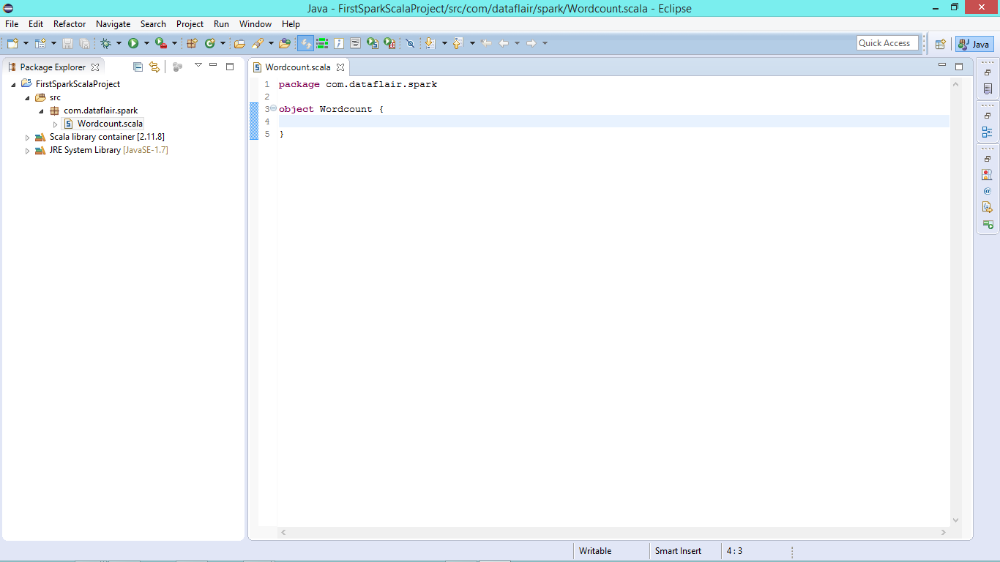 Java - FirstSparkScalaProject/src/com/dataflair/spark/Wordcount.scala - Eclipse
File Edit Refactor Navigate Search Project Run Window Help
Quick Access
Java
Package Explorer
FirstSparkScalaProject
src
com.dataflair.spark
Wordcount.scala
Scala library container [2.11.8]
JRE System Library [JavaSE-1.7]
Wordcount.scala
1 package com.dataflair.spark
2
3 object Wordcount {
4
5 }
Writable Smart Insert 4 : 3